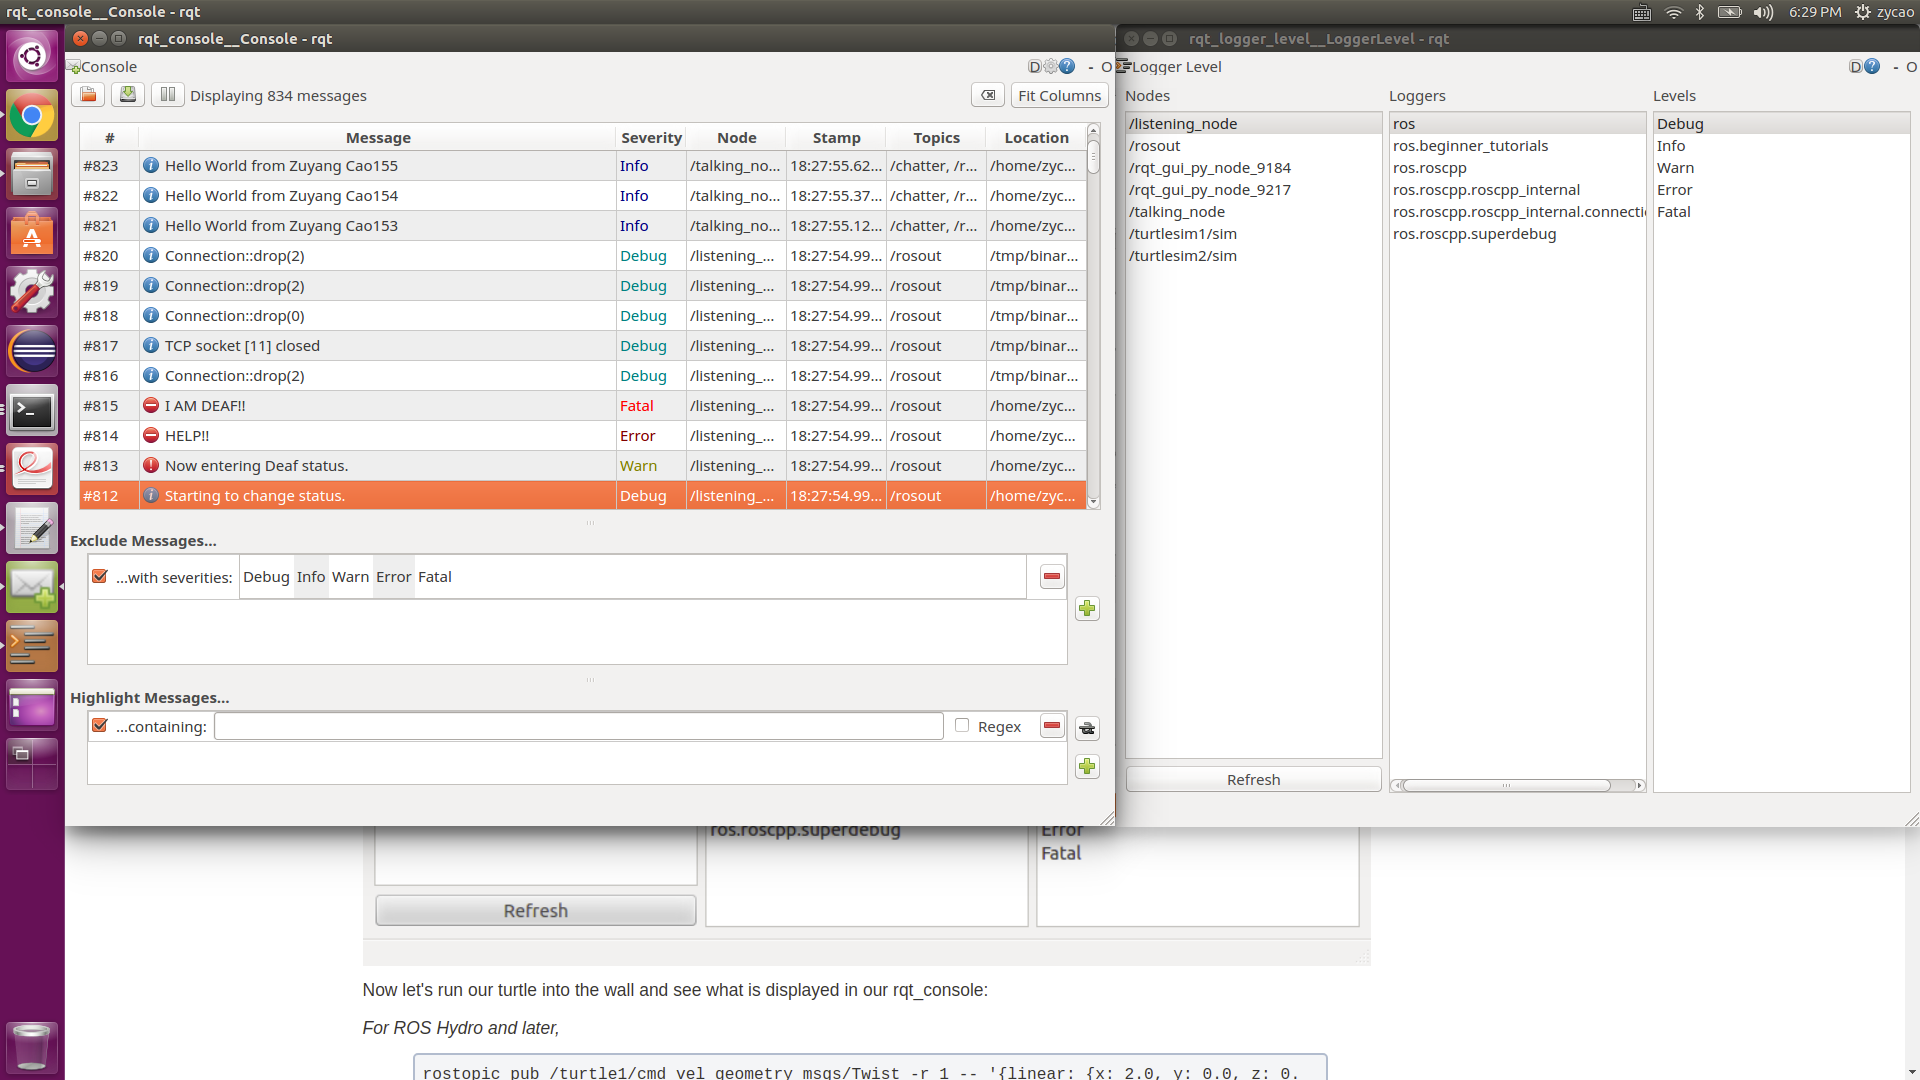 rqt_console__Console - rqt
6:29 PM
zycao
rqt_console__Console - rqt
Console
D
- O
Displaying 834 messages
Fit Columns
# Message Severity Node Stamp Topics Location
#823 Hello World from Zuyang Cao155 Info /talking_no... 18:27:55.62... /chatter, /r... /home/zyc...
#822 Hello World from Zuyang Cao154 Info /talking_no... 18:27:55.37... /chatter, /r... /home/zyc...
#821 Hello World from Zuyang Cao153 Info /talking_no... 18:27:55.12... /chatter, /r... /home/zyc...
#820 Connection::drop(2) Debug /listening_... 18:27:54.99... /rosout /tmp/binar...
#819 Connection::drop(2) Debug /listening_... 18:27:54.99... /rosout /tmp/binar...
#818 Connection::drop(0) Debug /listening_... 18:27:54.99... /rosout /tmp/binar...
#817 TCP socket [11] closed Debug /listening_... 18:27:54.99... /rosout /tmp/binar...
#816 Connection::drop(2) Debug /listening_... 18:27:54.99... /rosout /tmp/binar...
#815 I AM DEAF!! Fatal /listening_... 18:27:54.99... /rosout /home/zyc...
#814 HELP!! Error /listening_... 18:27:54.99... /rosout /home/zyc...
#813 Now entering Deaf status. Warn /listening_... 18:27:54.99... /rosout /home/zyc...
#812 Starting to change status. Debug /listening_... 18:27:54.99... /rosout /home/zyc...
Exclude Messages...
...with severities: Debug Info Warn Error Fatal
Highlight Messages...
...containing: Regex
rqt_logger_level__LoggerLevel - rqt
Logger Level
D
- O
Nodes
/listening_node
/rosout
/rqt_gui_py_node_9184
/rqt_gui_py_node_9217
/talking_node
/turtlesim1/sim
/turtlesim2/sim
Refresh
Loggers
ros
ros.beginner_tutorials
ros.roscpp
ros.roscpp.roscpp_internal
ros.roscpp.roscpp_internal.connecti
ros.roscpp.superdebug
Levels
Debug
Info
Warn
Error
Fatal
ros.roscpp.superdebug
Error
Fatal
Refresh
Now let's run our turtle into the wall and see what is displayed in our rqt_console:
For ROS Hydro and later,
rostopic pub /turtle1/cmd_vel geometry_msgs/Twist -r 1 -- '{linear: {x: 2.0, y: 0.0, z: 0.